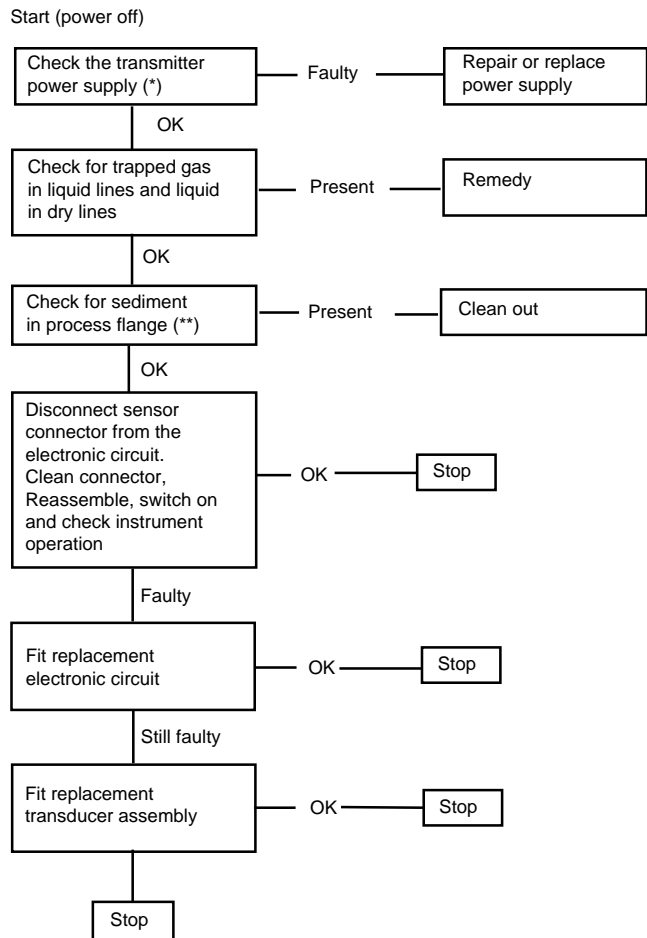 Start (power off)
Check the transmitter
power supply (*)
Faulty
Repair or replace
power supply
OK
Check for trapped gas
in liquid lines and liquid
in dry lines
Present
Remedy
OK
Check for sediment
in process flange (**)
Present
Clean out
OK
Disconnect sensor
connector from the
electronic circuit.
Clean connector,
Reassemble, switch on
and check instrument
operation
OK
Stop
Faulty
Fit replacement
electronic circuit
OK
Stop
Still faulty
Fit replacement
transducer assembly
OK
Stop
Stop